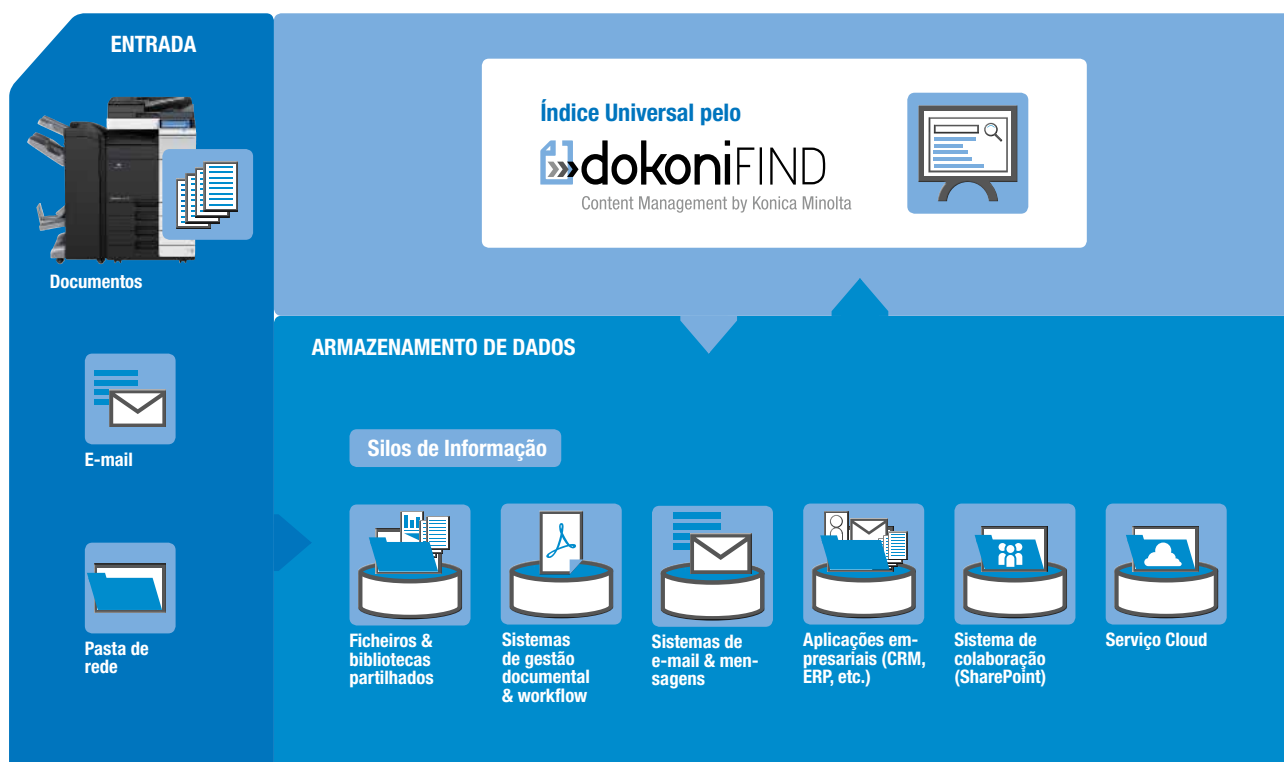 ENTRADA
Documentos
E-mail
Pasta de
rede
Índice Universal pelo
dokoniFIND
Content Management by Konica Minolta
ARMAZENAMENTO DE DADOS
Silos de Informação
Ficheiros &
bibliotecas
partilhados
Sistemas
de gestão
documental
& workflow
Sistemas de
e-mail & men-
sagens
Aplicações em-
presariais (CRM,
ERP, etc.)
Sistema de
colaboração
(SharePoint)
Serviço Cloud